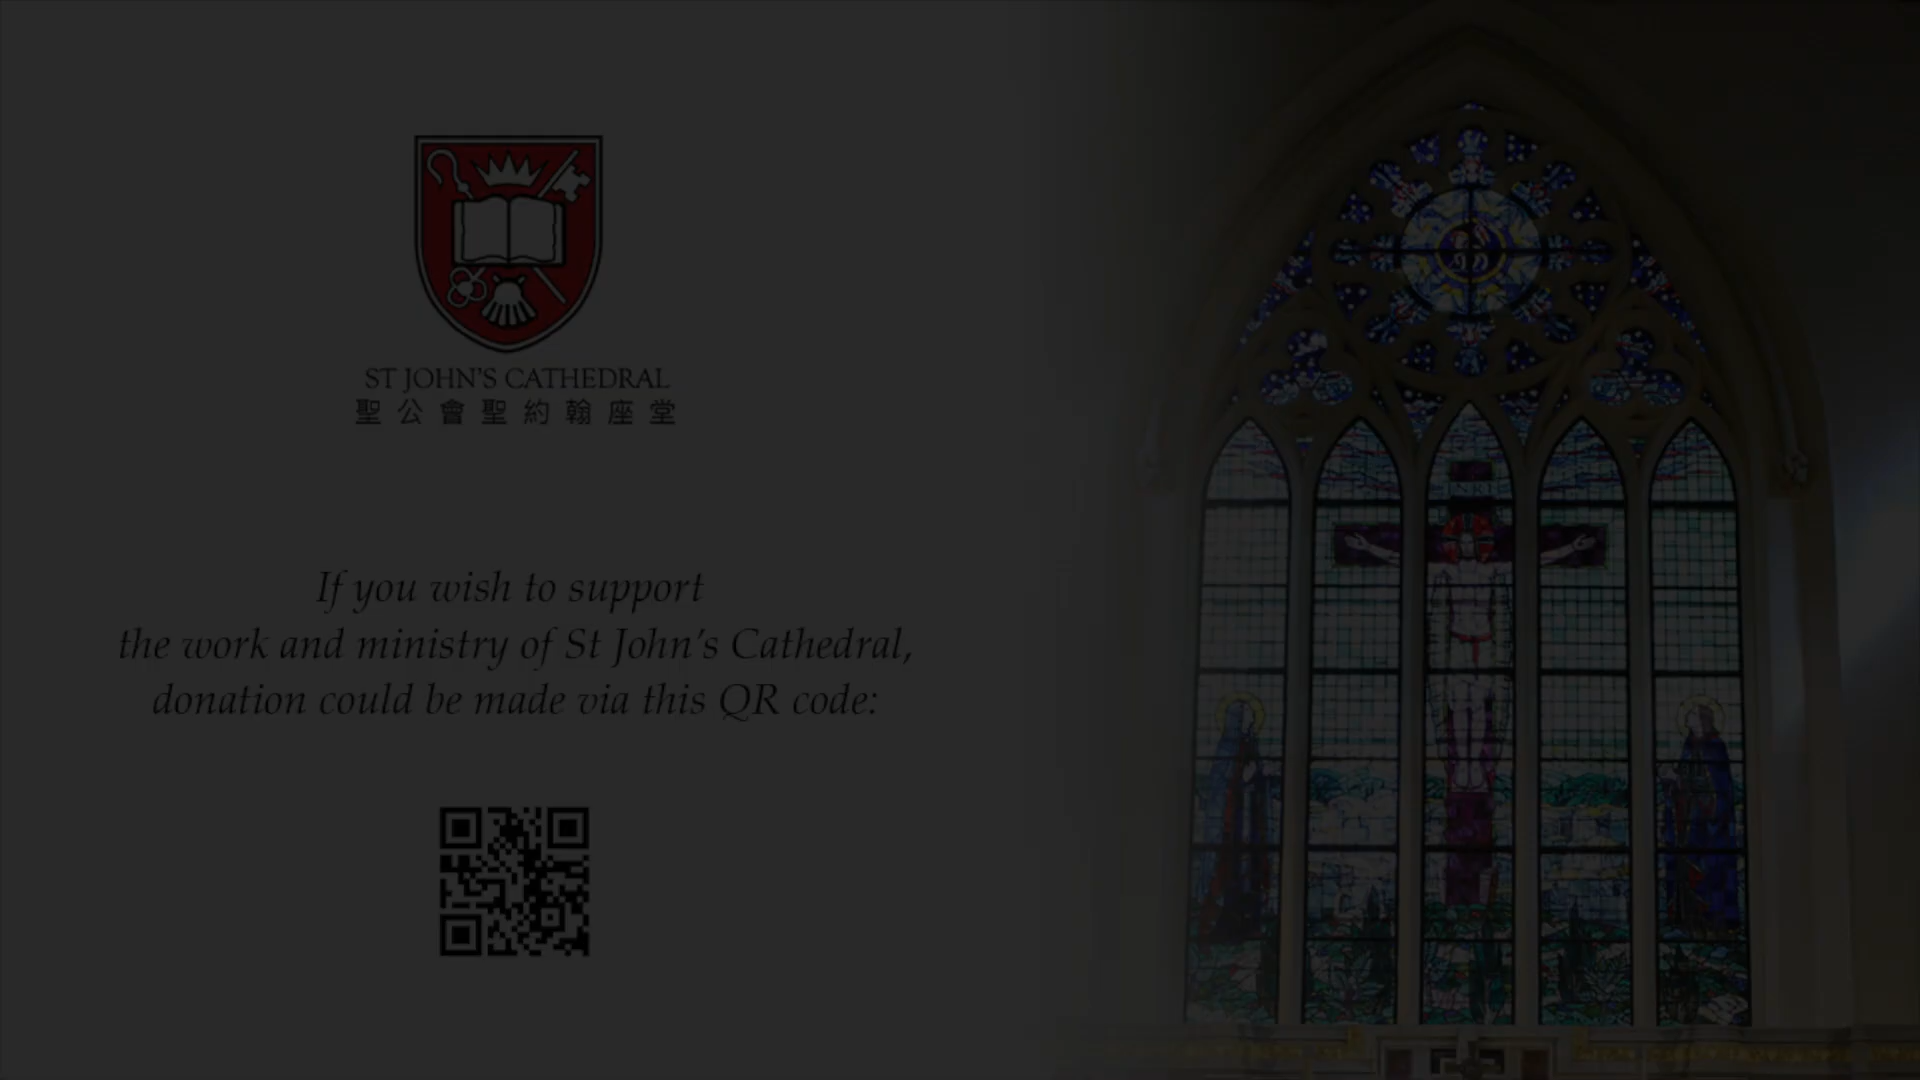 ST JOHN'S CATHEDRAL
聖公會聖約翰座堂
If you wish to support
the work and ministry of St John's Cathedral,
donation could be made via this QR code:
INRI